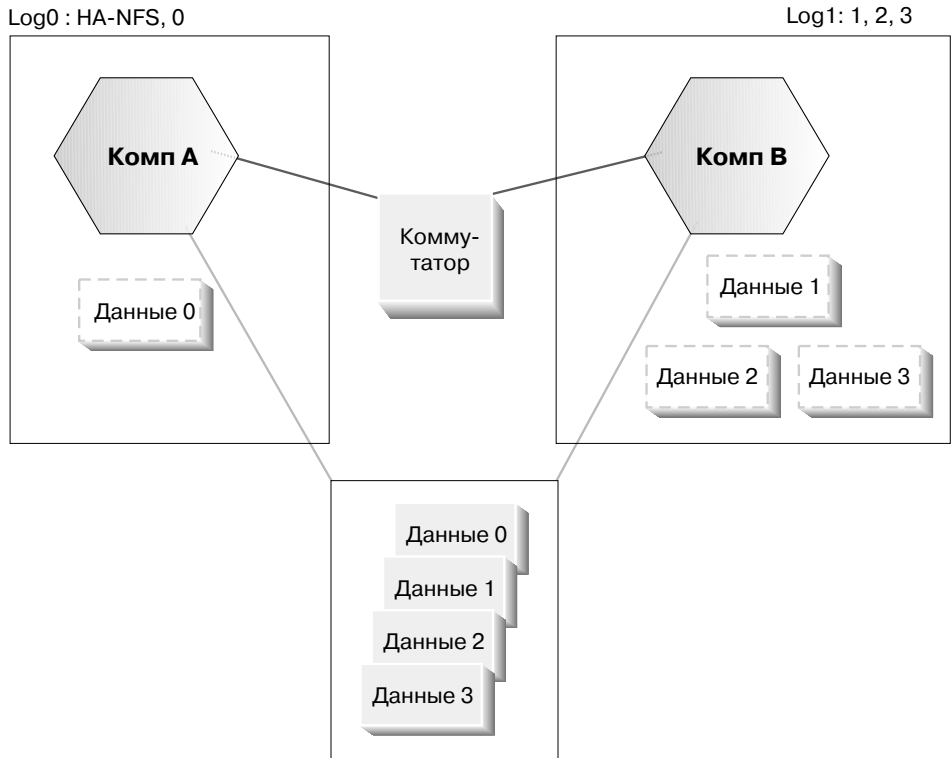 Log0 : HA-NFS, 0
Log1: 1, 2, 3
Комп A
Комп B
Комму-
татор
Данные 0
Данные 1
Данные 2
Данные 3
Данные 0
Данные 1
Данные 2
Данные 3